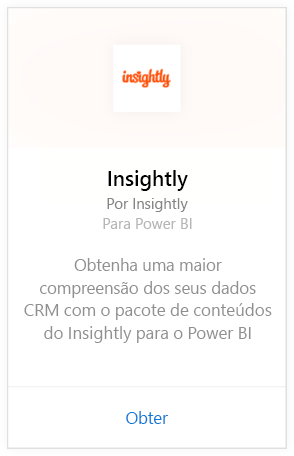 insightly
Insightly
Por Insightly
Para Power BI
Obtenha uma maior
compreensão dos seus dados
CRM com o pacote de conteúdos
do Insightly para o Power BI
Obter